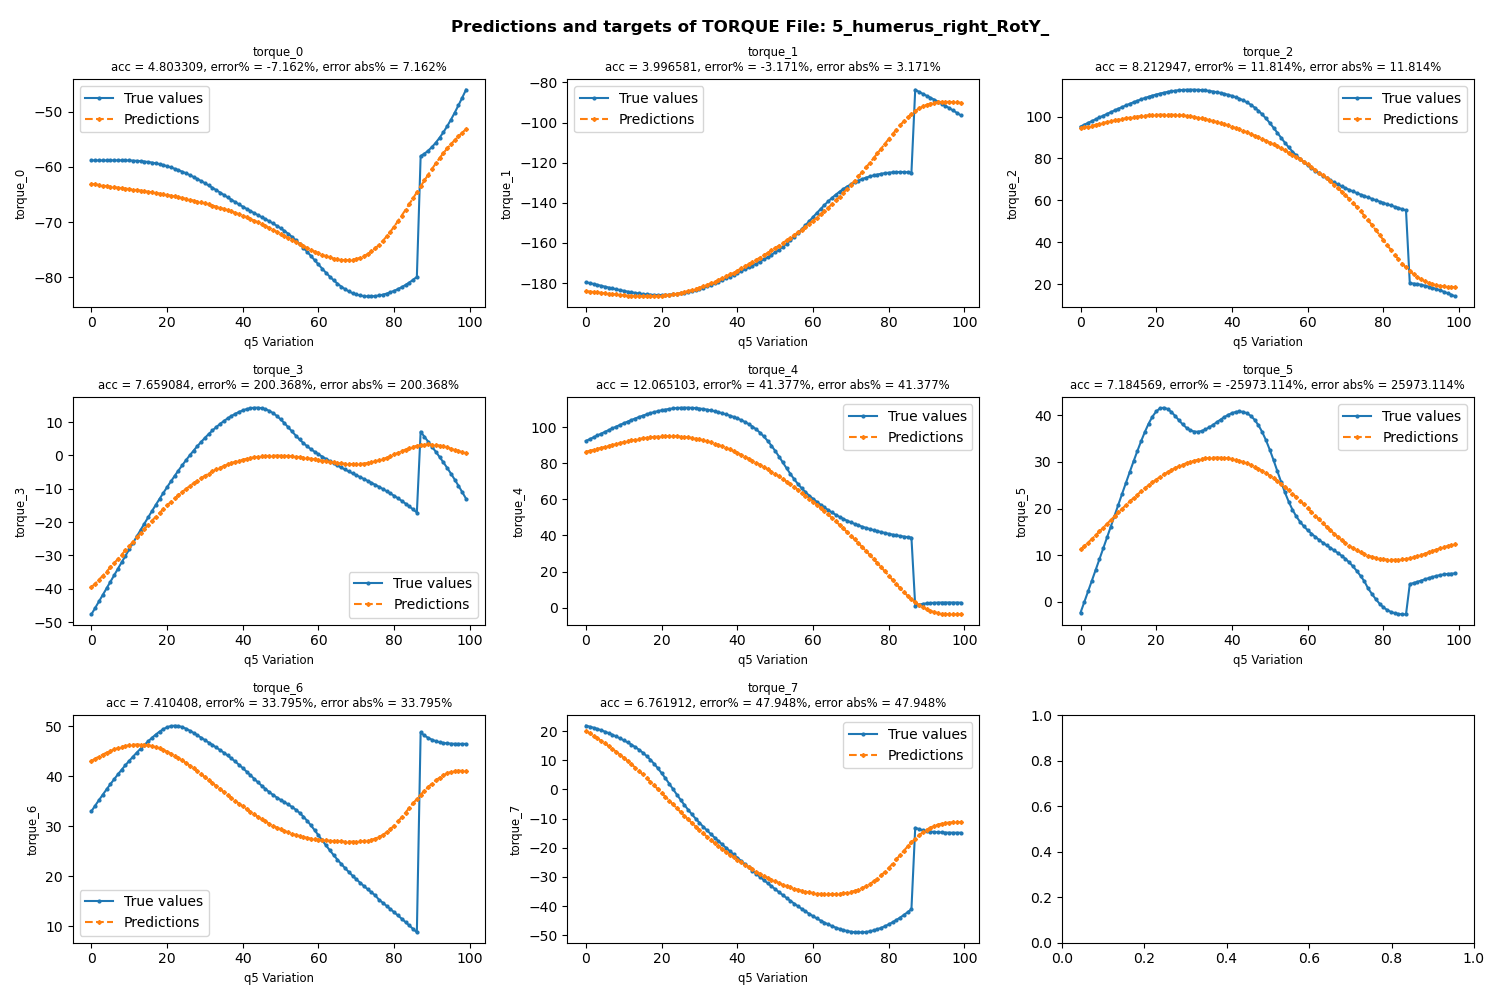 Predictions and targets of TORQUE File: 5_humerus_right_RotY_
torque_0
acc = 4.803309, error% = -7.162%, error abs% = 7.162%
True values
Predictions
−50
−60
−70
−80
torque_0
0 20 40 60 80 100
q5 Variation
torque_1
acc = 3.996581, error% = -3.171%, error abs% = 3.171%
True values
Predictions
−80
−100
−120
−140
−160
−180
torque_1
0 20 40 60 80 100
q5 Variation
torque_2
acc = 8.212947, error% = 11.814%, error abs% = 11.814%
True values
Predictions
100
80
60
40
20
torque_2
0 20 40 60 80 100
q5 Variation
torque_3
acc = 7.659084, error% = 200.368%, error abs% = 200.368%
10
0
−10
−20
−30
−40
−50
torque_3
True values
Predictions
0 20 40 60 80 100
q5 Variation
torque_4
acc = 12.065103, error% = 41.377%, error abs% = 41.377%
True values
Predictions
100
80
60
40
20
0
torque_4
0 20 40 60 80 100
q5 Variation
torque_5
acc = 7.184569, error% = -25973.114%, error abs% = 25973.114%
True values
Predictions
40
30
20
10
0
torque_5
0 20 40 60 80 100
q5 Variation
torque_6
acc = 7.410408, error% = 33.795%, error abs% = 33.795%
50
40
30
20
10
torque_6
True values
Predictions
0 20 40 60 80 100
q5 Variation
torque_7
acc = 6.761912, error% = 47.948%, error abs% = 47.948%
True values
Predictions
20
10
0
−10
−20
−30
−40
−50
torque_7
0 20 40 60 80 100
q5 Variation
1.0
0.8
0.6
0.4
0.2
0.0
0.0 0.2 0.4 0.6 0.8 1.0